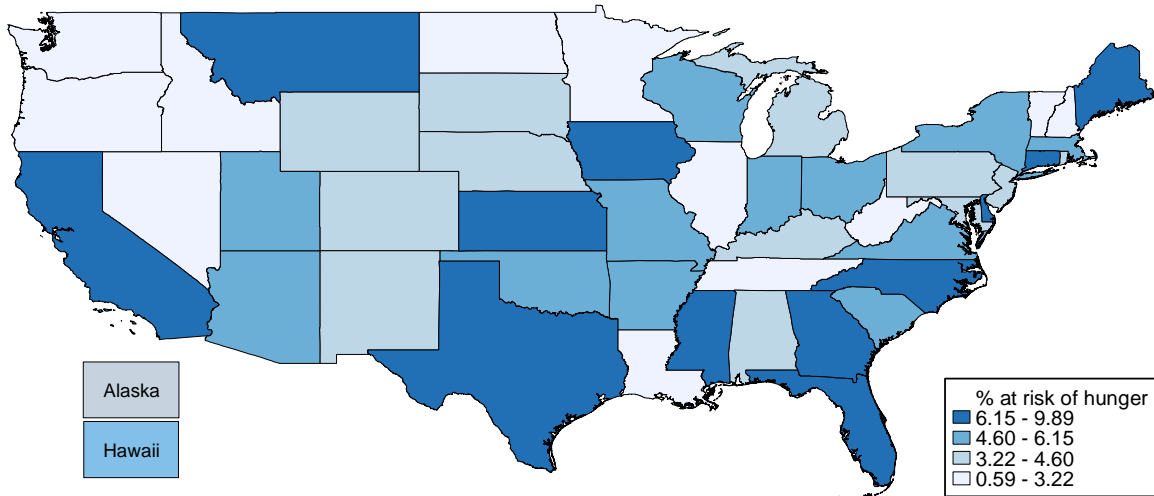 Alaska
Hawaii
% at risk of hunger
6.15 - 9.89
4.60 - 6.15
3.22 - 4.60
0.59 - 3.22